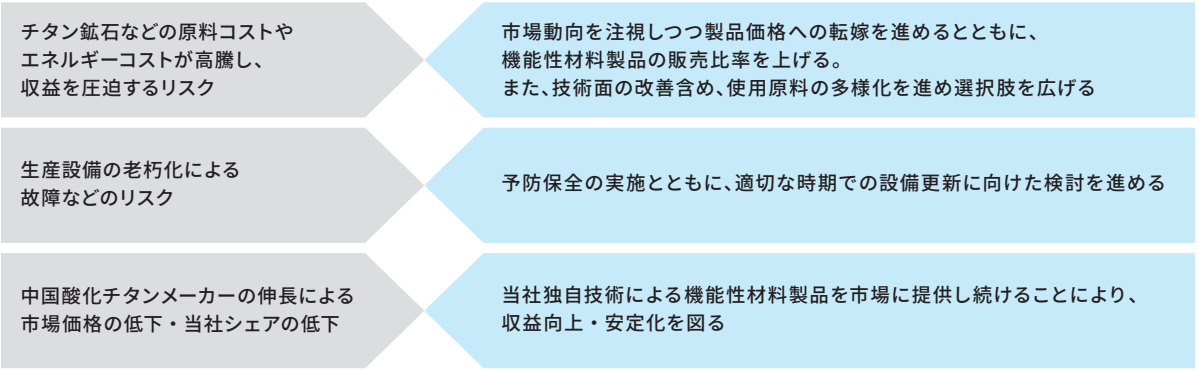 チタン鉱石などの原料コストや
エネルギーコストが高騰し、
収益を圧迫するリスク
市場動向を注視しつつ製品価格への転嫁を進めるとともに、
機能性材料製品の販売比率を上げる。
また、技術面の改善含め、使用原料の多様化を進め選択肢を広げる
生産設備の老朽化による
故障などのリスク
予防保全の実施とともに、適切な時期での設備更新に向けた検討を進める
中国酸化チタンメーカーの伸長による
市場価格の低下・当社シェアの低下
当社独自技術による機能性材料製品を市場に提供し続けることにより、
収益向上・安定化を図る